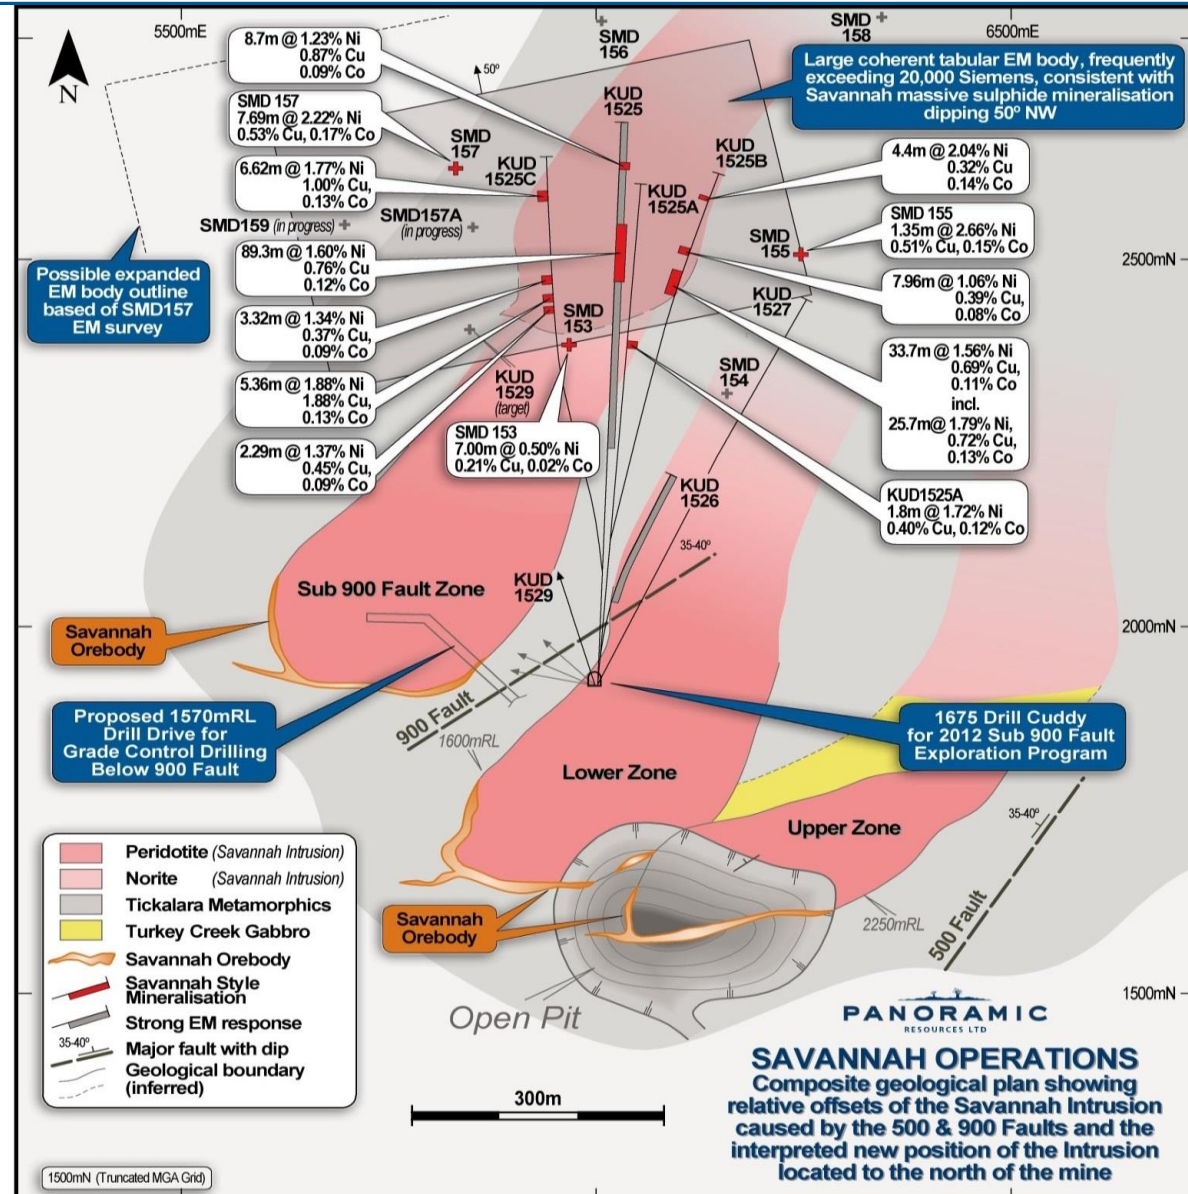 5500mE
6500mE
SMD
156
SMD
158
N
50º
8.7m @ 1.23% Ni
0.87% Cu
0.09% Co
SMD 157
7.69m @ 2.22% Ni
0.53% Cu, 0.17% Co
6.62m @ 1.77% Ni
1.00% Cu,
0.13% Co
SMD159 (in progress)
SMD157A
(in progress)
89.3m @ 1.60% Ni
0.76% Cu
0.12% Co
3.32m @ 1.34% Ni
0.37% Cu,
0.09% Co
5.36m @ 1.88% Ni
1.88% Cu,
0.13% Co
2.29m @ 1.37% Ni
0.45% Cu,
0.09% Co
Possible expanded
EM body outline
based of SMD157
EM survey
SMD
157
KUD
1525C
KUD
1525
KUD
1525B
KUD
1525A
SMD
155
KUD
1527
SMD
153
SMD
154
KUD
1529
(target)
SMD 153
7.00m @ 0.50% Ni
0.21% Cu, 0.02% Co
Large coherent tabular EM body, frequently
exceeding 20,000 Siemens, consistent with
Savannah massive sulphide mineralisation
dipping 50º NW
4.4m @ 2.04% Ni
0.32% Cu
0.14% Co
SMD 155
1.35m @ 2.66% Ni
0.51% Cu, 0.15% Co
2500mN
7.96m @ 1.06% Ni
0.39% Cu,
0.08% Co
33.7m @ 1.56% Ni
0.69% Cu,
0.11% Co
incl.
25.7m@ 1.79% Ni,
0.72% Cu,
0.13% Co
KUD1525A
1.8m @ 1.72% Ni
0.40% Cu, 0.12% Co
KUD
1526
35-40º
KUD
1529
Sub 900 Fault Zone
Savannah
Orebody
2000mN
Proposed 1570mRL
Drill Drive for
Grade Control Drilling
Below 900 Fault
900 Fault
1600mRL
1675 Drill Cuddy
for 2012 Sub 900 Fault
Exploration Program
Lower Zone
Upper Zone
35-40º
500 Fault
2250mRL
Savannah
Orebody
Open Pit
1500mN
Peridotite (Savannah Intrusion)
Norite (Savannah Intrusion)
Tickalara Metamorphics
Turkey Creek Gabbro
Savannah Orebody
Savannah Style
Mineralisation
Strong EM response
35-40º
Major fault with dip
Geological boundary
(inferred)
300m
PANORAMIC
RESOURCES LTD
SAVANNAH OPERATIONS
Composite geological plan showing
relative offsets of the Savannah Intrusion
caused by the 500 & 900 Faults and the
interpreted new position of the Intrusion
located to the north of the mine
1500mN (Truncated MGA Grid)